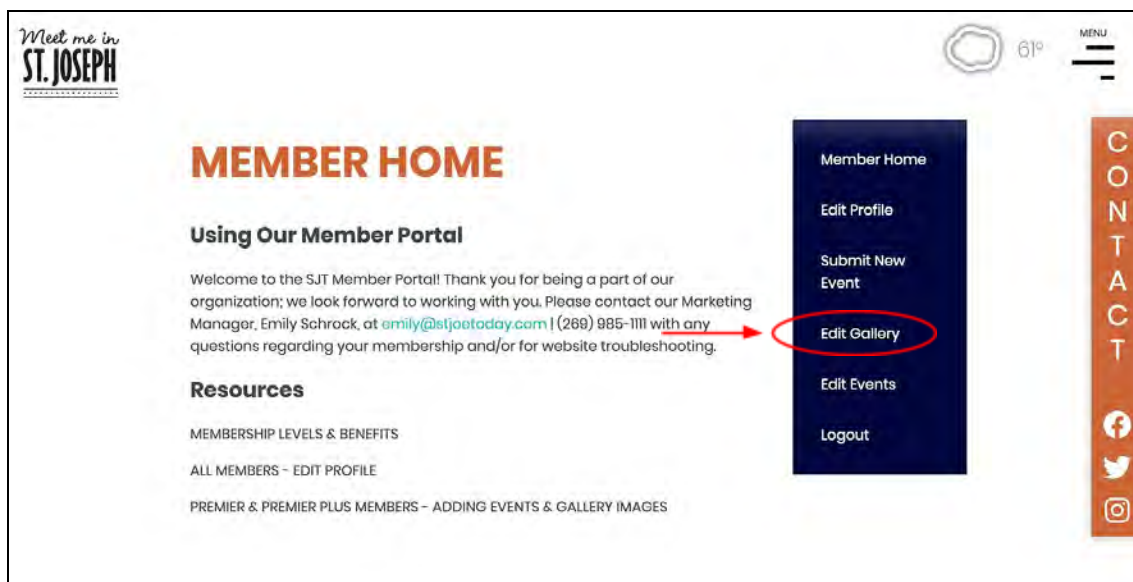 Meet me in
ST. JOSEPH
61°
MENU
MEMBER HOME
Using Our Member Portal
Welcome to the SJT Member Portal! Thank you for being a part of our
organization; we look forward to working with you. Please contact our Marketing
Manager, Emily Schrock, at emily@stjoetoday.com | (269) 985-1111 with any
questions regarding your membership and/or for website troubleshooting.
Resources
MEMBERSHIP LEVELS & BENEFITS
ALL MEMBERS - EDIT PROFILE
PREMIER & PREMIER PLUS MEMBERS - ADDING EVENTS & GALLERY IMAGES
Member Home
Edit Profile
Submit New
Event
Edit Gallery
Edit Events
Logout
CONTACT